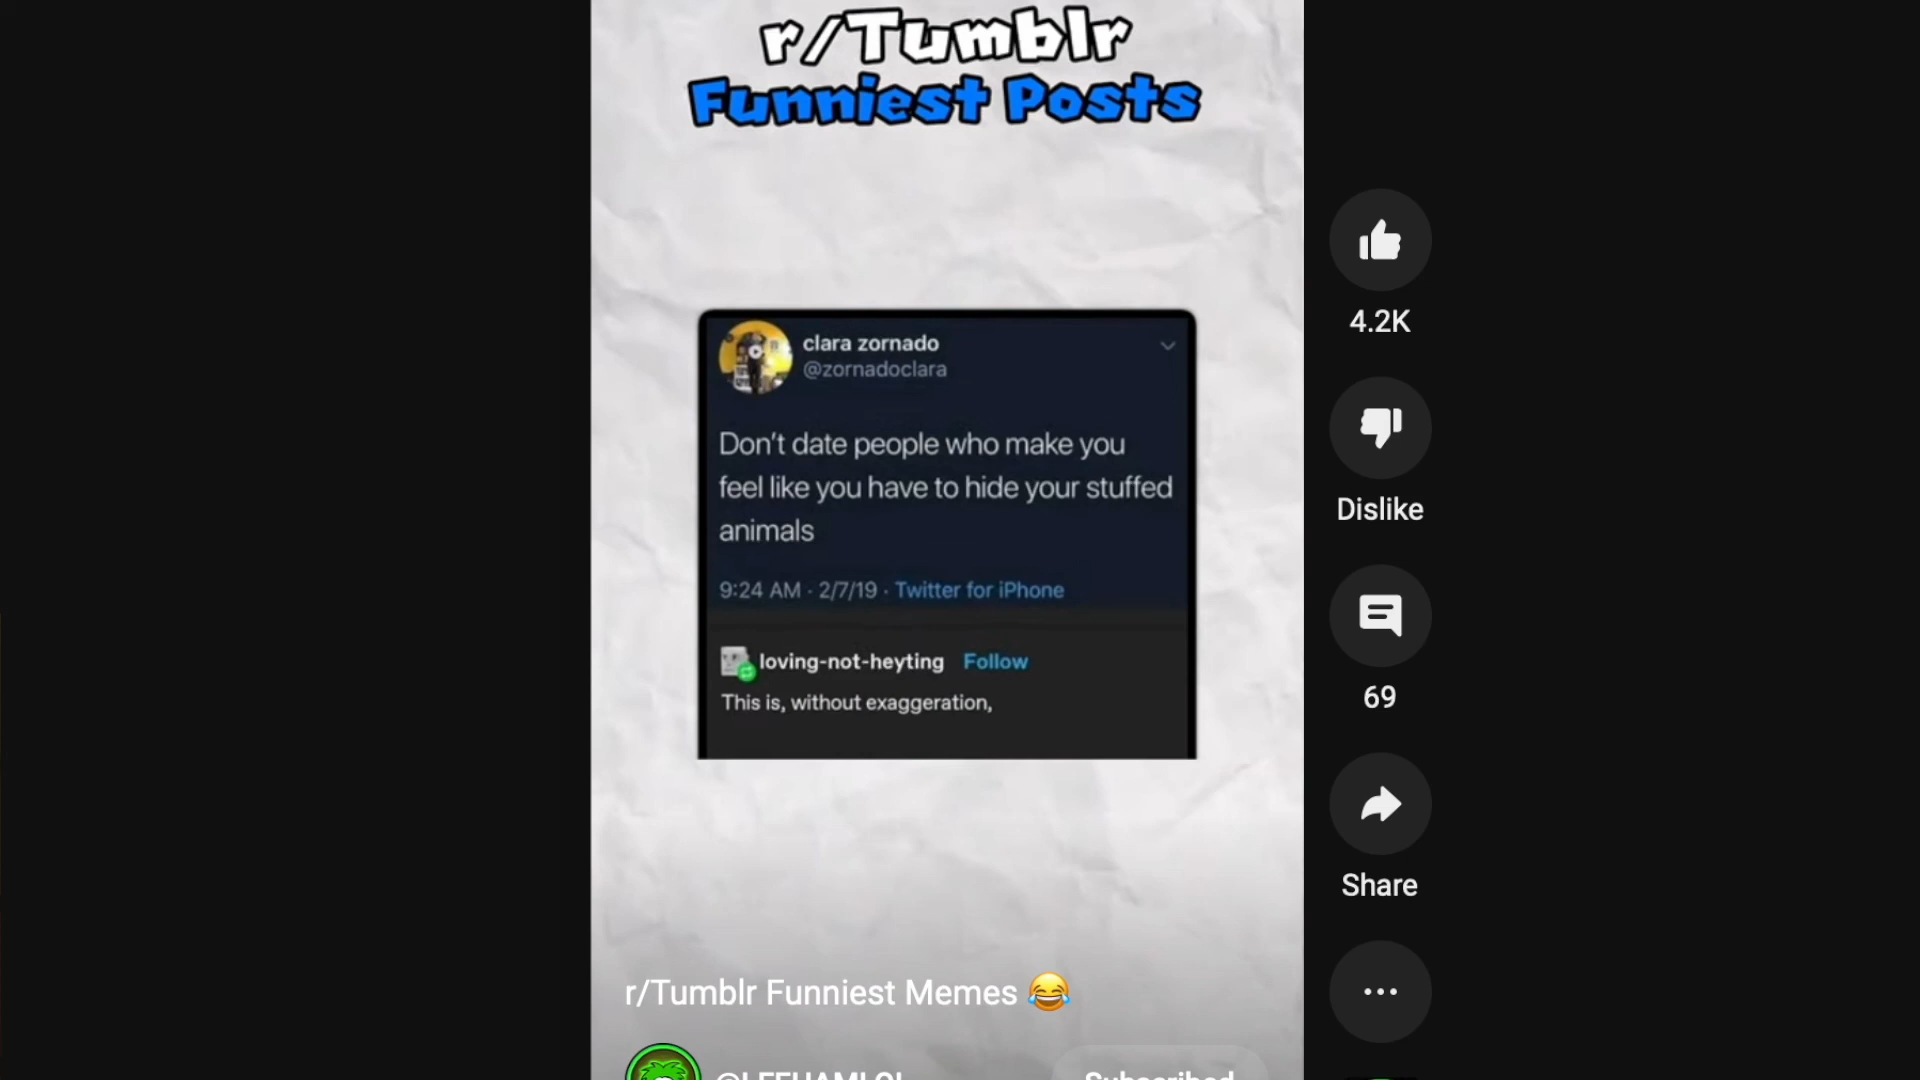 r/Tumblr
Funniest Posts
clara zornado
@zornadoclara
Don't date people who make you
feel like you have to hide your stuffed
animals
9:24 AM · 2/7/19 · Twitter for iPhone
loving-not-heyting Follow
This is, without exaggeration,
r/Tumblr Funniest Memes 😂
Subscribed
4.2K
Dislike
69
Share